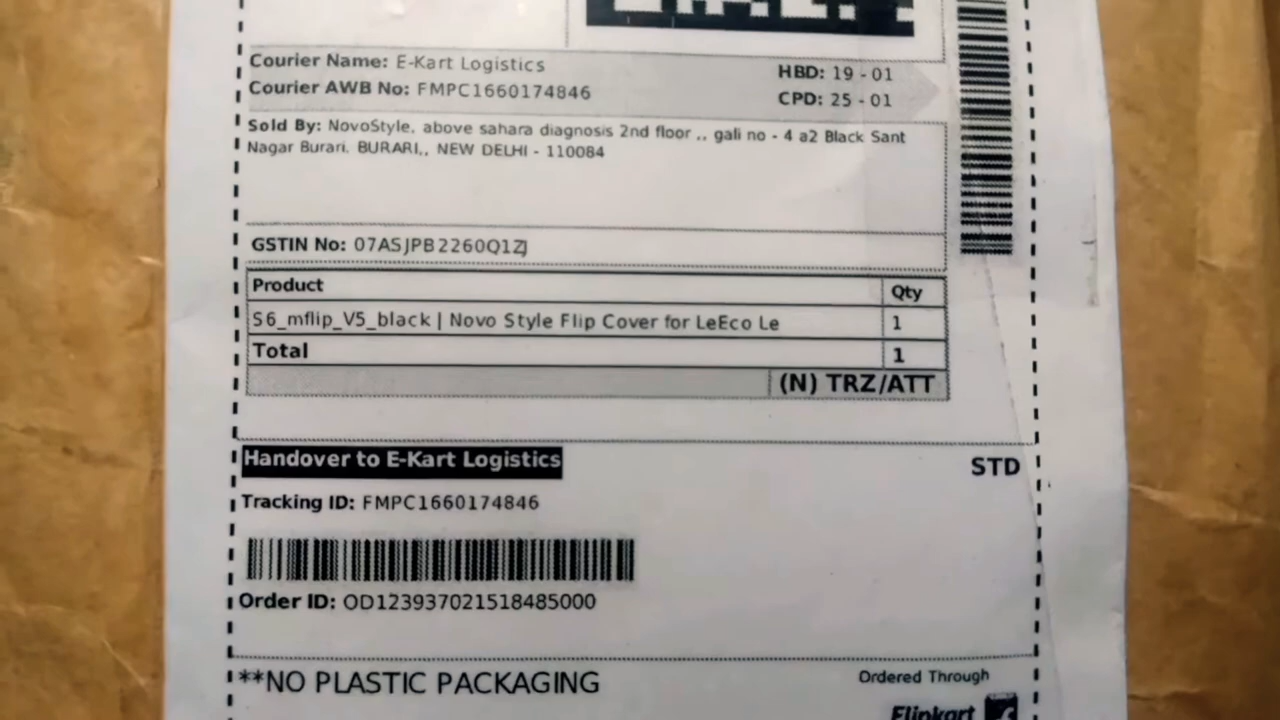 Courier Name: E-Kart Logistics
HBD: 19 - 01
Courier AWB No: FMPC1660174846
CPD: 25 - 01
Sold By: NovoStyle, above sahara diagnosis 2nd floor ,, gali no - 4 a2 Black Sant
Nagar Burari, BURARI,, NEW DELHI - 110084
GSTIN No: 07ASJPB2260Q1ZJ
Product Qty
S6_mflip_V5_black | Novo Style Flip Cover for LeEco Le 1
Total 1
(N) TRZ/ATT
Handover to E-Kart Logistics
STD
Tracking ID: FMPC1660174846
Order ID: OD123937021518485000
**NO PLASTIC PACKAGING
Ordered Through
Flipkart